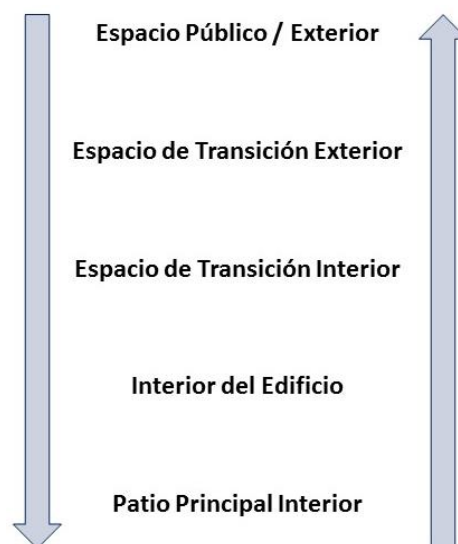 Espacio Público / Exterior
Espacio de Transición Exterior
Espacio de Transición Interior
Interior del Edificio
Patio Principal Interior